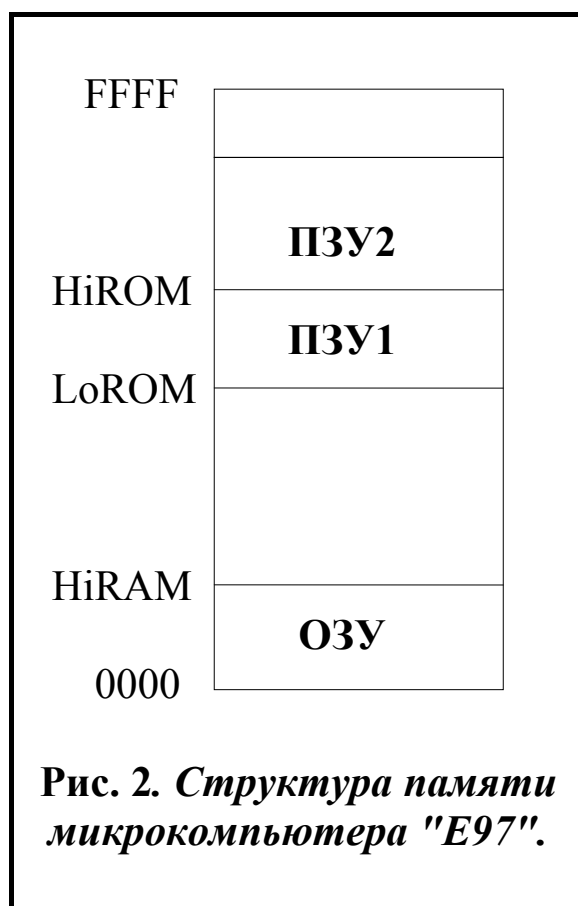 FFFF
ПЗУ2
HiROM
ПЗУ1
LoROM
HiRAM
ОЗУ
0000
Рис. 2. Структура памяти
микрокомпьютера "E97".